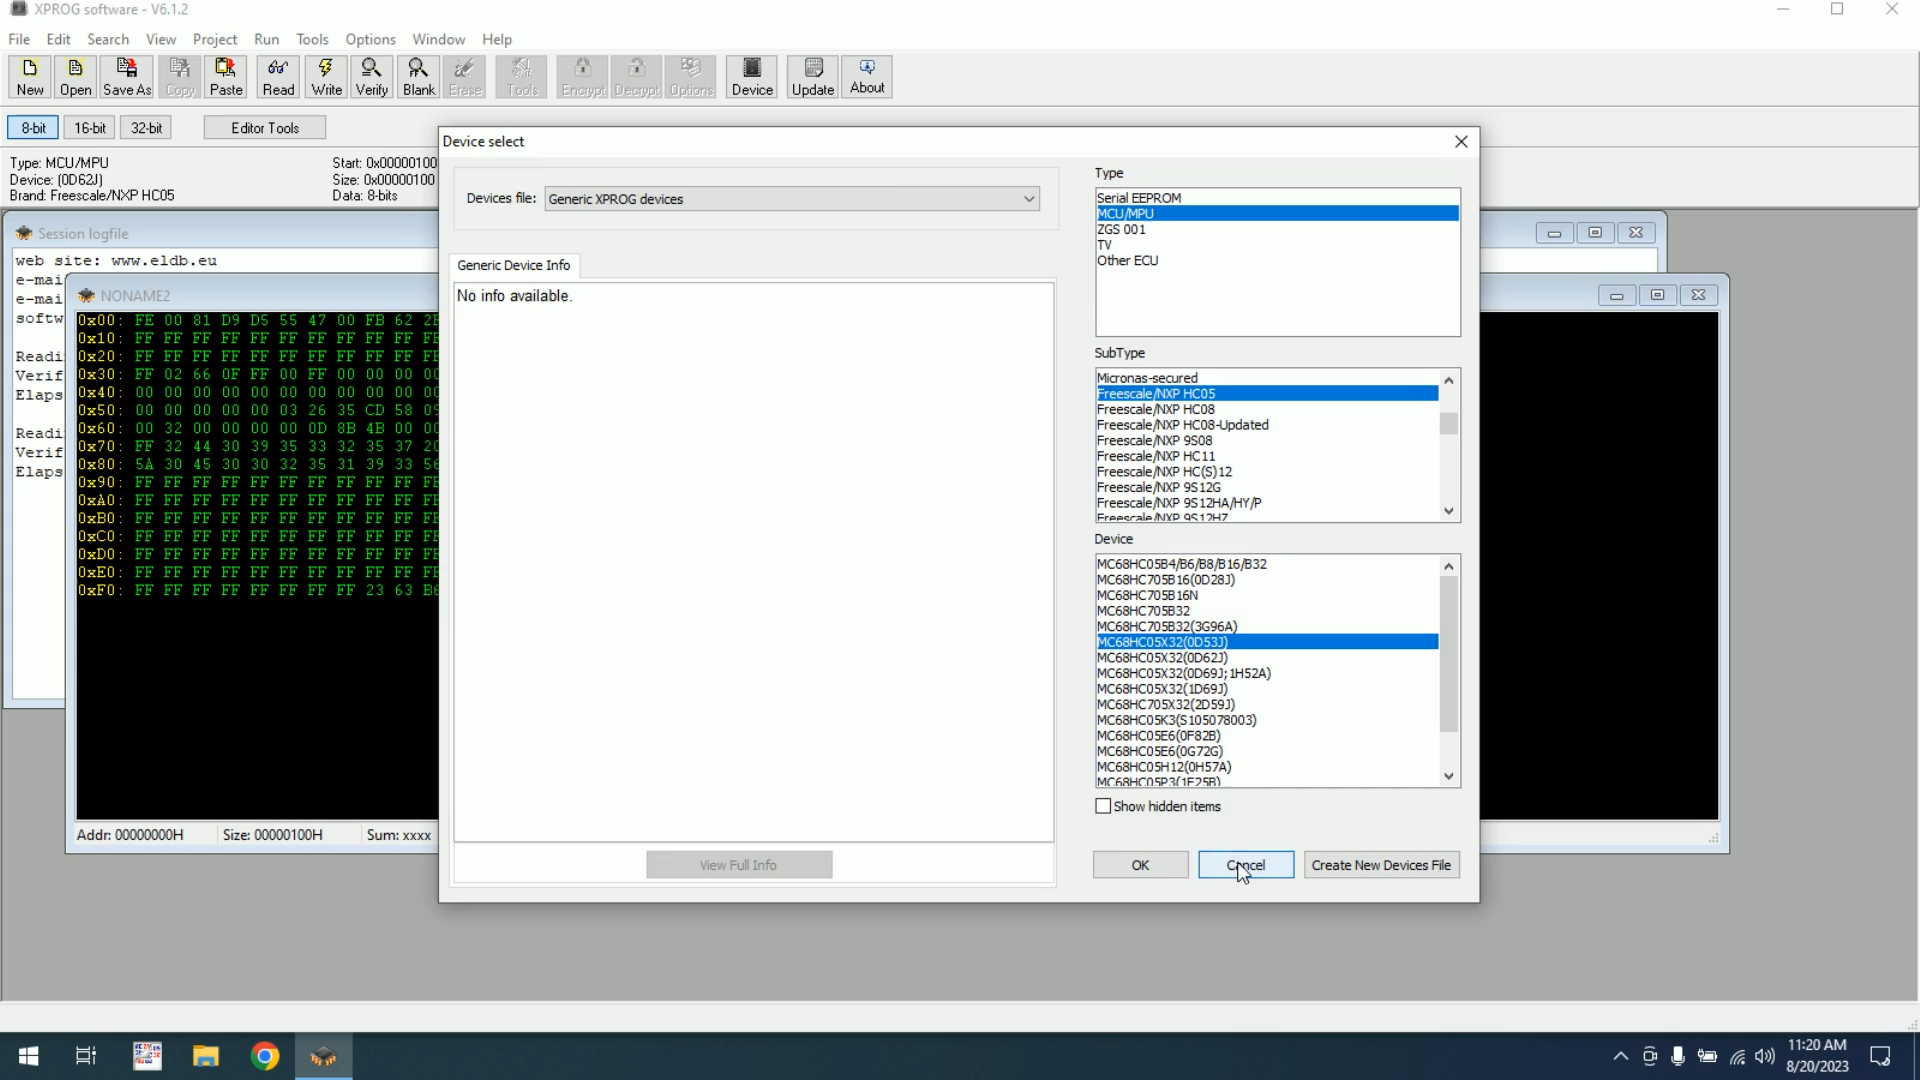 XPROG software - V6.1.2
File Edit Search View Project Run Tools Options Window Help
New Open Save As Copy Paste Read Write Verify Blank Erase Tools Encrypt Decrypt Options Device Update About
8-bit 16-bit 32-bit Editor Tools
Type: MCU/MPU Start: 0x00000100
Device: (0D62J) Size: 0x00000100
Brand: Freescale/NXP HC05 Data: 8-bits
Session logfile
web site: www.eldb.eu
e-mai
e-mai
softw
Readi
Verif
Elaps
Readi
Verif
Elaps
NONAME2
0x00: FE 00 81 D9 D5 55 47 00 FB 62
0x10: FF FF FF FF FF FF FF FF FF FF
0x20: FF FF FF FF FF FF FF FF FF FF
0x30: FF 02 66 0F FF 00 FF 00 00 00
0x40: 00 00 00 00 00 00 00 00 00 00
0x50: 00 00 00 00 00 03 26 35 CD 58
0x60: 00 32 00 00 00 00 0D 8B 4B 00
0x70: FF 32 44 30 39 35 33 32 35 37
0x80: 5A 30 45 30 30 32 35 31 39 33
0x90: FF FF FF FF FF FF FF FF FF FF
0xA0: FF FF FF FF FF FF FF FF FF FF
0xB0: FF FF FF FF FF FF FF FF FF FF
0xC0: FF FF FF FF FF FF FF FF FF FF
0xD0: FF FF FF FF FF FF FF FF FF FF
0xE0: FF FF FF FF FF FF FF FF FF FF
0xF0: FF FF FF FF FF FF FF FF 23 63
Addr: 00000000H Size: 00000100H Sum: xxxx
Device select
Devices file: Generic XPROG devices
Generic Device Info
No info available.
View Full Info
Type
Serial EEPROM
MCU/MPU
ZGS 001
TV
Other ECU
SubType
Micronas-secured
Freescale/NXP HC05
Freescale/NXP HC08
Freescale/NXP HC08-Updated
Freescale/NXP 9S08
Freescale/NXP HC11
Freescale/NXP HC(S)12
Freescale/NXP 9S12G
Freescale/NXP 9S12HA/HY/P
Freescale/NXP 9S12HZ
Device
MC68HC05B4/B6/B8/B16/B32
MC68HC705B16(0D28J)
MC68HC705B16N
MC68HC705B32
MC68HC705B32(3G96A)
MC68HC05X32(0D53J)
MC68HC05X32(0D62J)
MC68HC05X32(0D69J;1H52A)
MC68HC05X32(1D69J)
MC68HC705X32(2D59J)
MC68HC05K3(S105078003)
MC68HC05E6(0F82B)
MC68HC05E6(0G72G)
MC68HC05H12(0H57A)
MC68HC05P3(1F25B)
Show hidden items
OK Cancel Create New Devices File
11:20 AM
8/20/2023